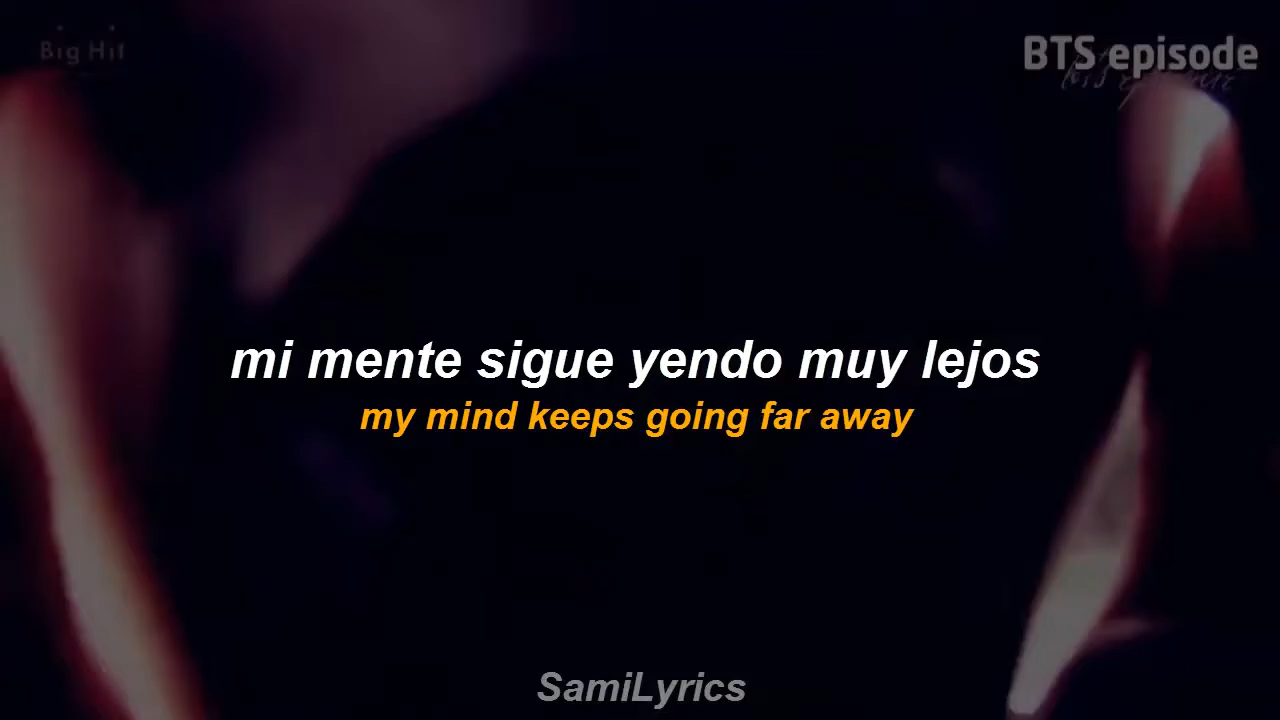 Big Hit
BTS episode
mi mente sigue yendo muy lejos
my mind keeps going far away
SamiLyrics